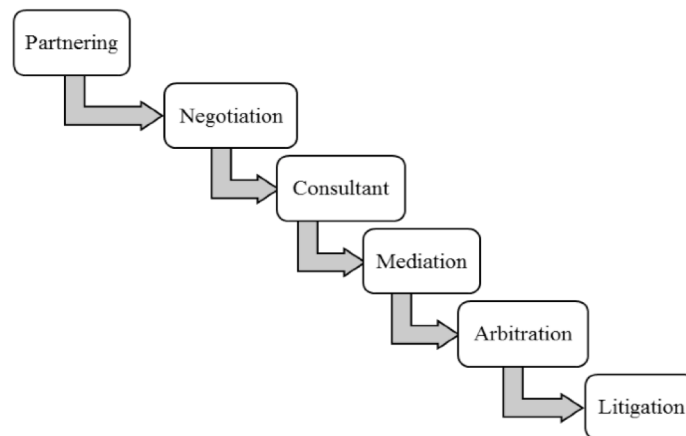 Partnering
Negotiation
Consultant
Mediation
Arbitration
Litigation